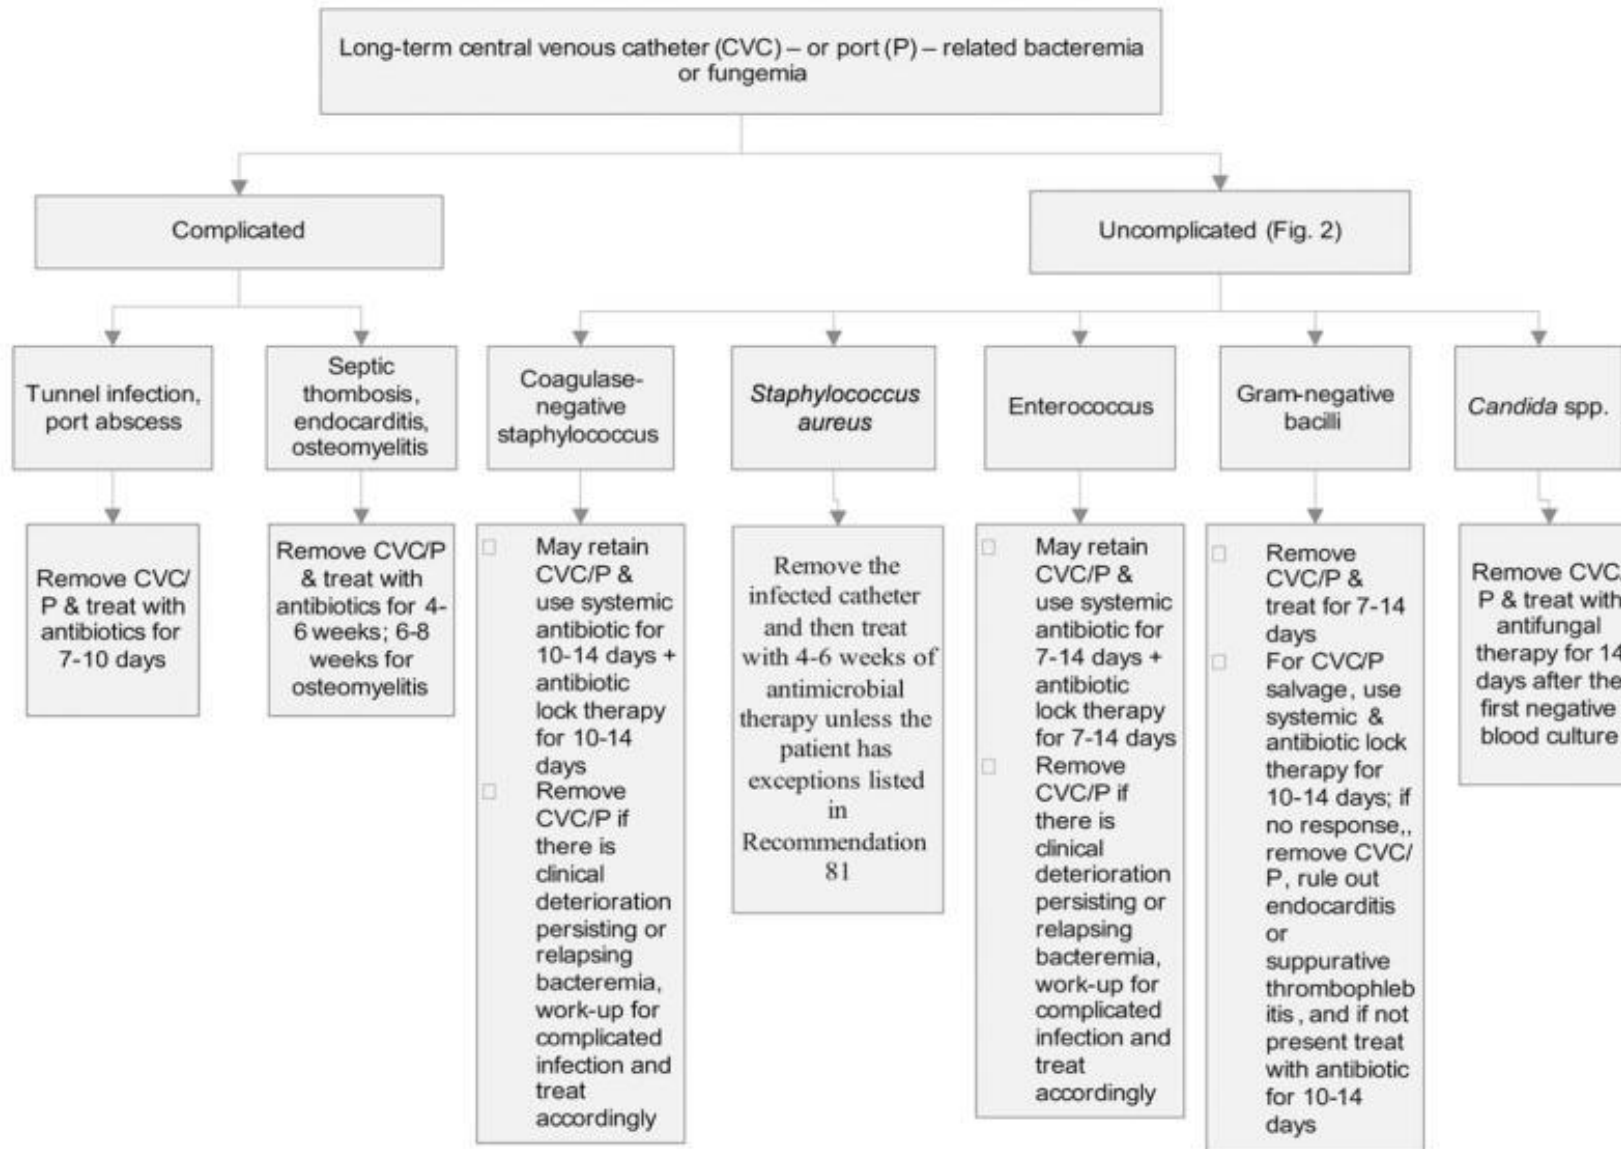 Long-term central venous catheter (CVC) – or port (P) – related bacteremia
or fungemia
Complicated
Uncomplicated (Fig. 2)
Tunnel infection,
port abscess
Septic
thombosis,
endocarditis,
osteomyelitis
Coagulase-
negative
staphylococcus
Staphylococcus
aureus
Enterococcus
Gram-negative
bacilli
Candida spp.
Remove CVC/
P & treat with
antibiotics for
7-10 days
Remove CVC/P
& treat with
antibiotics for 4-
6 weeks; 6-8
weeks for
osteomyelitis
May retain
CVC/P &
use systemic
antibiotic for
10-14 days +
antibiotic
lock therapy
for 10-14
days
Remove
CVC/P if
there is
clinical
deterioration
persisting or
relapsing
bacteremia,
work-up for
complicated
infection and
treat
accordingly
Remove the
infected catheter
and then treat
with 4-6 weeks of
antimicrobial
therapy unless the
patient has
exceptions listed
in
Recommendation
81
May retain
CVC/P &
use systemic
antibiotic for
7-14 days +
antibiotic
lock therapy
for 7-14 days
Remove
CVC/P if
there is
clinical
deterioration
persisting or
relapsing
bacteremia,
work-up for
complicated
infection and
treat
accordingly
Remove
CVC/P &
treat for 7-14
days
For CVC/P
salvage, use
systemic &
antibiotic lock
therapy for
10-14 days; if
no response,,
remove CVC/
P, rule out
endocarditis
or
suppurative
thrombophleb
itis, and if not
present treat
with antibiotic
for 10-14
days
Remove CVC/
P & treat with
antifungal
therapy for 14
days after the
first negative
blood culture